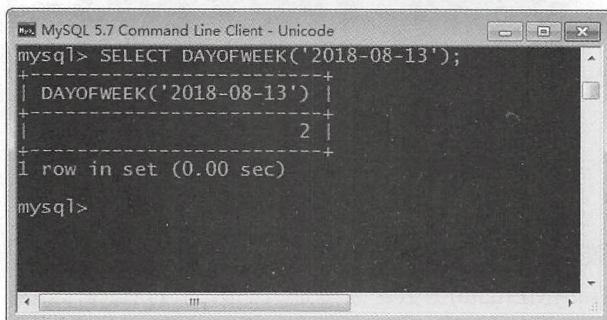 MySQL 5.7 Command Line Client - Unicode
mysql> SELECT DAYOFWEEK('2018-08-13');
+-------------------------+
| DAYOFWEEK('2018-08-13') |
+-------------------------+
|                       2 |
+-------------------------+
1 row in set (0.00 sec)
mysql>